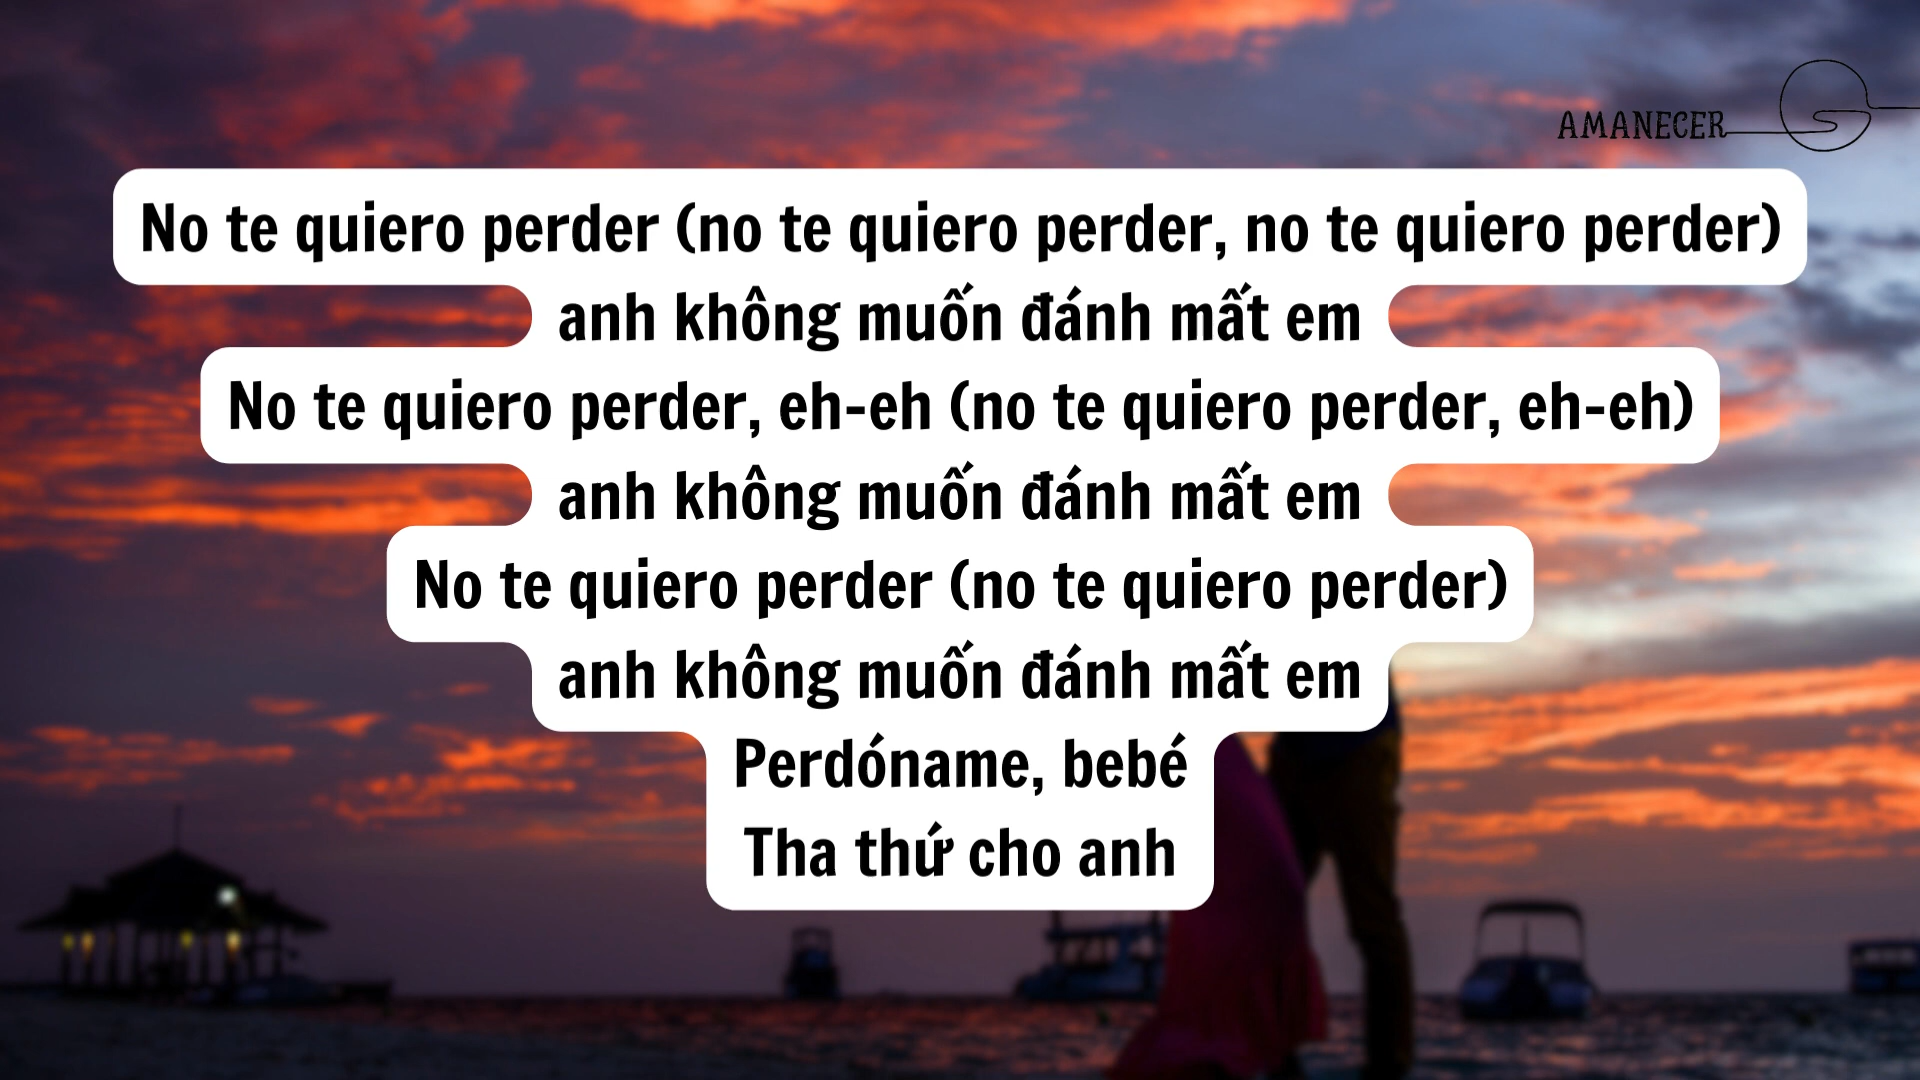 AMANECER
No te quiero perder (no te quiero perder, no te quiero perder)
anh không muốn đánh mất em
No te quiero perder, eh-eh (no te quiero perder, eh-eh)
anh không muốn đánh mất em
No te quiero perder (no te quiero perder)
anh không muốn đánh mất em
Perdóname, bebé
Tha thứ cho anh